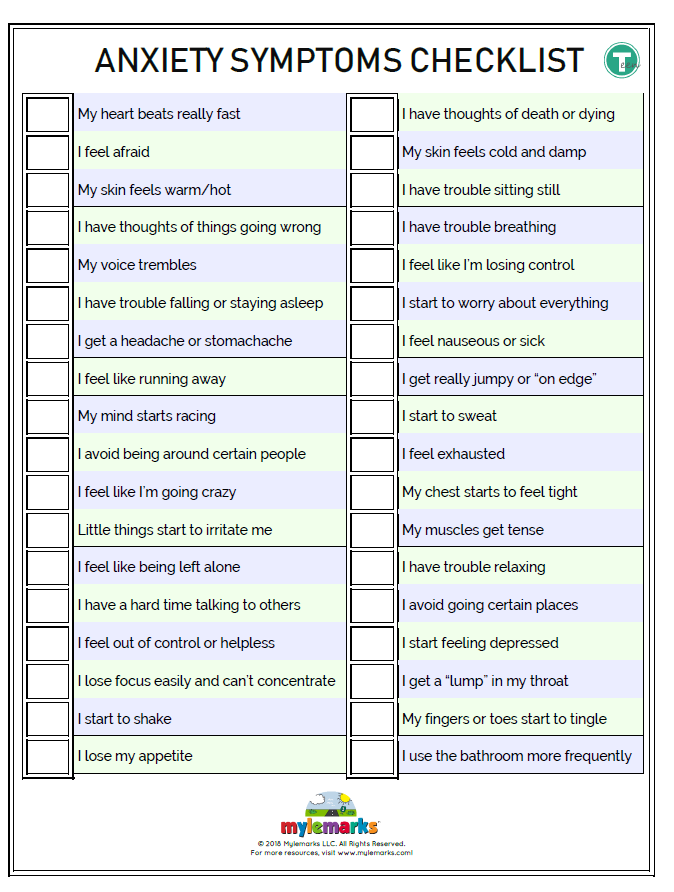 ANXIETY SYMPTOMS CHECKLIST
Teen
My heart beats really fast
I feel afraid
My skin feels warm/hot
I have thoughts of things going wrong
My voice trembles
I have trouble falling or staying asleep
I get a headache or stomachache
I feel like running away
My mind starts racing
I avoid being around certain people
I feel like I'm going crazy
Little things start to irritate me
I feel like being left alone
I have a hard time talking to others
I feel out of control or helpless
I lose focus easily and can't concentrate
I start to shake
I lose my appetite
I have thoughts of death or dying
My skin feels cold and damp
I have trouble sitting still
I have trouble breathing
I feel like I'm losing control
I start to worry about everything
I feel nauseous or sick
I get really jumpy or “on edge”
I start to sweat
I feel exhausted
My chest starts to feel tight
My muscles get tense
I have trouble relaxing
I avoid going certain places
I start feeling depressed
I get a “lump” in my throat
My fingers or toes start to tingle
I use the bathroom more frequently
mylemarks
© 2018 Mylemarks LLC. All Rights Reserved.
For more resources, visit www.mylemarks.com!